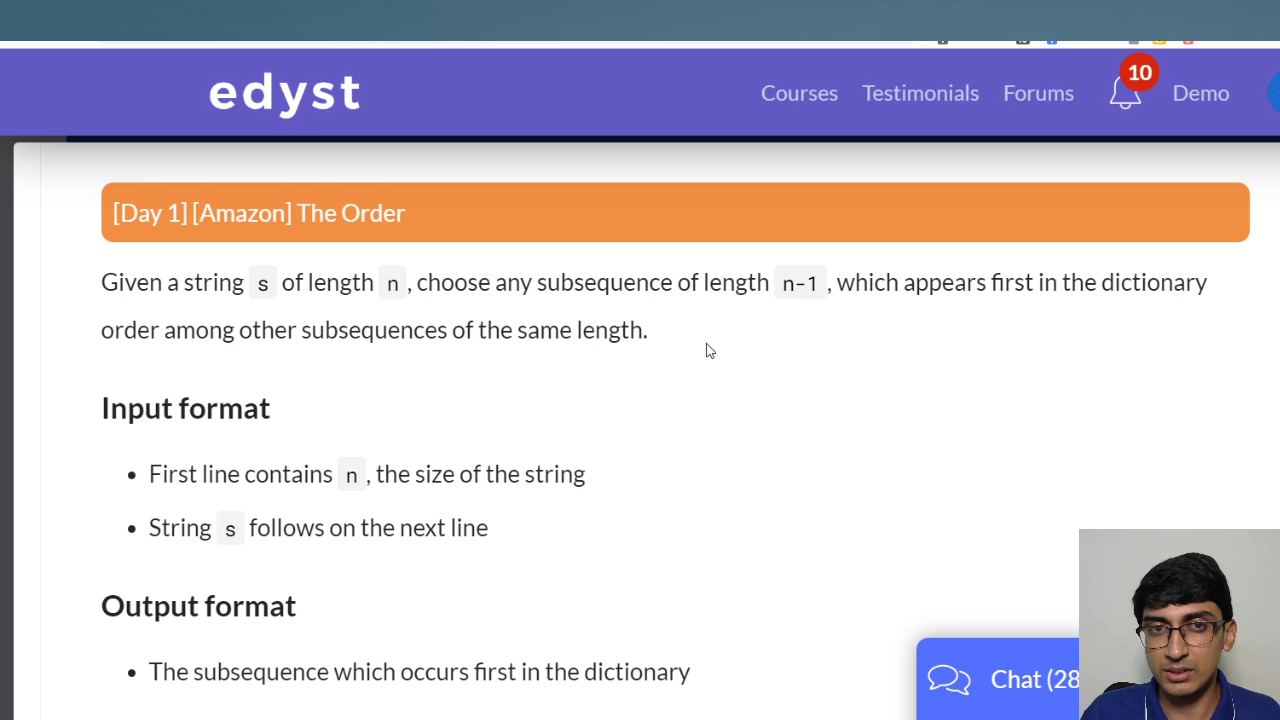 edyst
Courses Testimonials Forums 10 Demo
[Day 1] [Amazon] The Order
Given a string s of length n, choose any subsequence of length n-1, which appears first in the dictionary
order among other subsequences of the same length.
Input format
• First line contains n, the size of the string
• String s follows on the next line
Output format
• The subsequence which occurs first in the dictionary
Chat (28